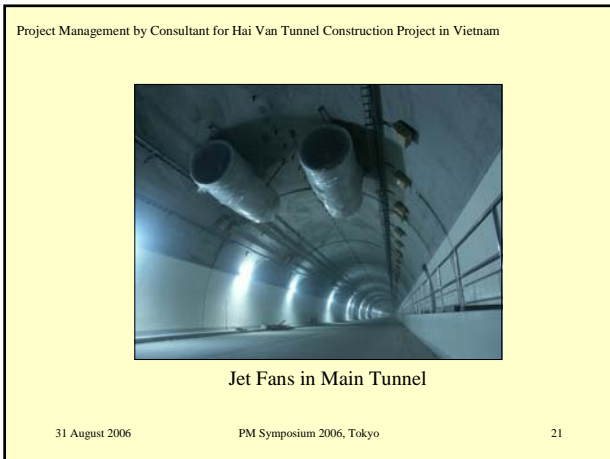 Project Management by Consultant for Hai Van Tunnel Construction Project in Vietnam
Jet Fans in Main Tunnel
31 August 2006 PM Symposium 2006, Tokyo 21